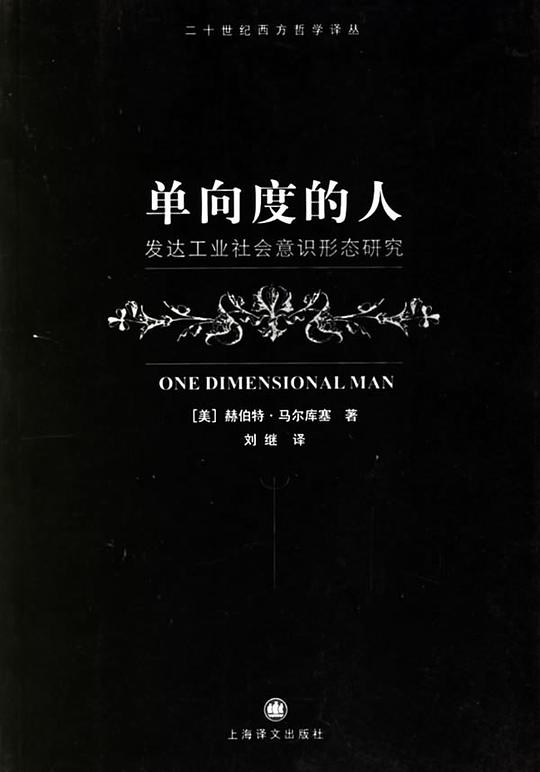 二十世纪西方哲学译丛
单向度的人
发达工业社会意识形态研究
ONE DIMENSIONAL MAN
[美] 赫伯特·马尔库塞 著
刘继 译
上海译文出版社